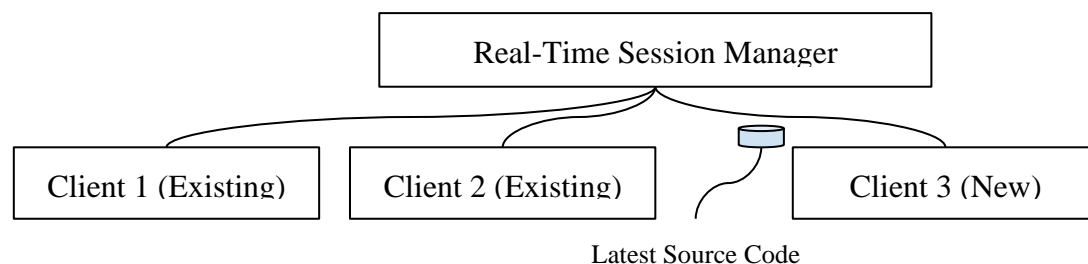 Real-Time Session Manager
Client 1 (Existing)
Client 2 (Existing)
Client 3 (New)
Latest Source Code